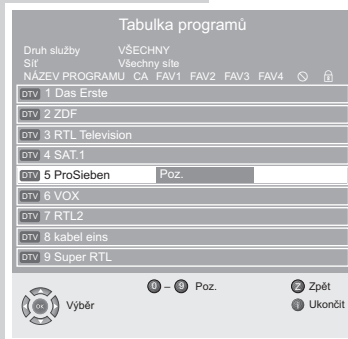 Tabulka programů
Druh služby VŠECHNY
Síť Všechny síte
NÁZEV PROGRAMU CA FAV1 FAV2 FAV3 FAV4
DTV 1 Das Erste
DTV 2 ZDF
DTV 3 RTL Television
DTV 4 SAT.1
DTV 5 ProSieben Poz.
DTV 6 VOX
DTV 7 RTL2
DTV 8 kabel eins
DTV 9 Super RTL
OK Výběr 0 – 9 Poz. Z Zpět
i Ukončit